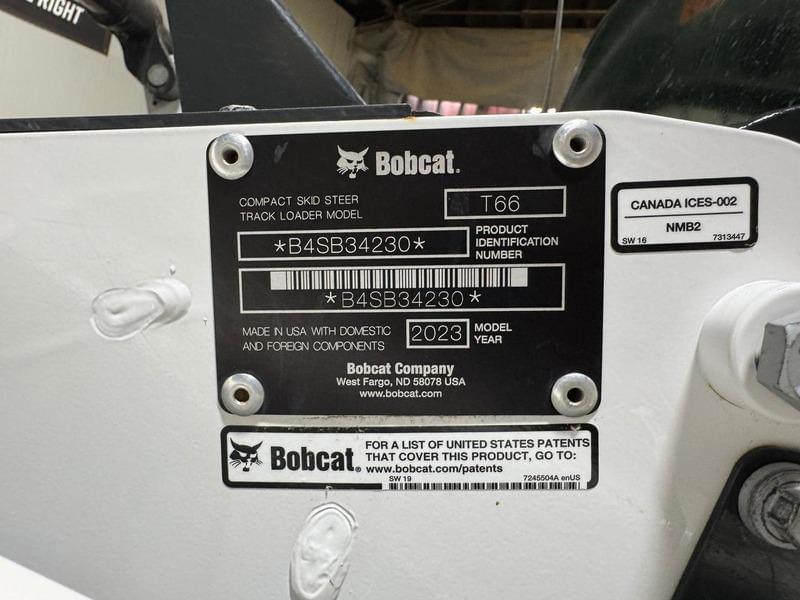 RIGHT
Bobcat.
COMPACT SKID STEER
TRACK LOADER MODEL
T66
*B4SB34230*
PRODUCT
IDENTIFICATION
NUMBER
*B4SB34230*
MADE IN USA WITH DOMESTIC
AND FOREIGN COMPONENTS
2023
MODEL
YEAR
Bobcat Company
West Fargo, ND 58078 USA
www.bobcat.com
CANADA ICES-002
NMB2
SW 16
7313447
Bobcat®
FOR A LIST OF UNITED STATES PATENTS
THAT COVER THIS PRODUCT, GO TO:
www.bobcat.com/patents
SW 19
7245504A enUS